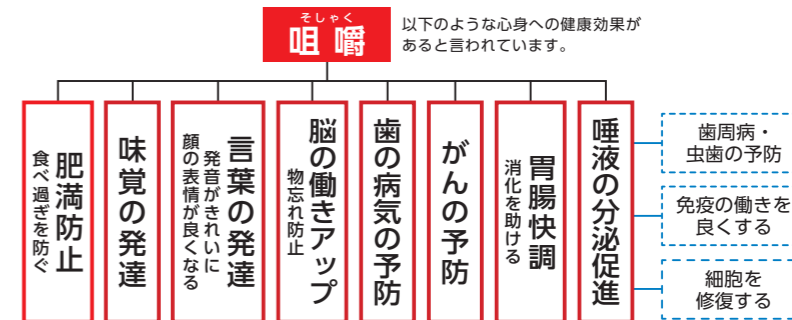 そしゃく
咀嚼
以下のような心身への健康効果が
あると言われています。
肥満防止
食べ過ぎを防ぐ
味覚の発達
言葉の発達
発音がきれいに
顔の表情が良くなる
脳の働きアップ
物忘れ防止
歯の病気の予防
がんの予防
胃腸快調
消化を助ける
唾液の分泌促進
歯周病・
虫歯の予防
免疫の働きを
良くする
細胞を
修復する